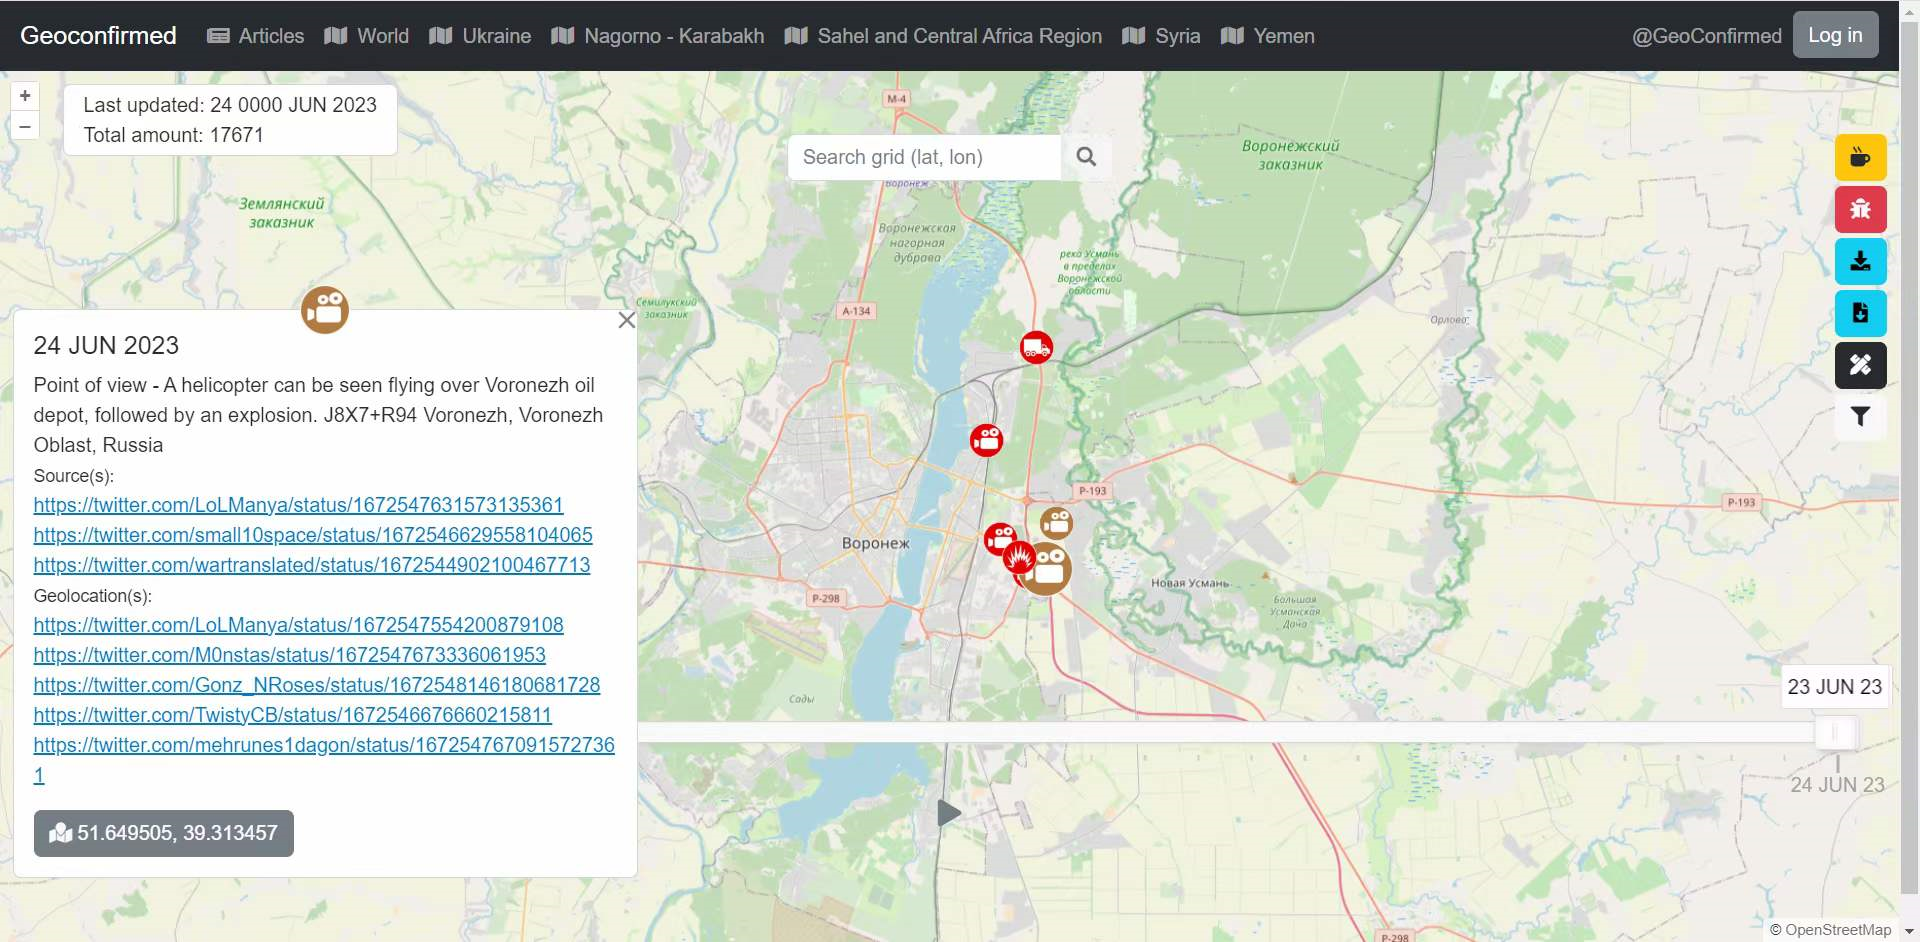 Geoconfirmed
Articles
World
Ukraine
Nagorno - Karabakh
Sahel and Central Africa Region
Syria
Yemen
@GeoConfirmed
Log in
+
−
Last updated: 24 0000 JUN 2023
Total amount: 17671
Search grid (lat, lon)
М-4
Воронежский
заказник
Воронеж
Землянский
заказник
Воронежская
нагорная
дубрава
река Усмань
в пределах
Воронежской
области
Семилукский
заказник
А-134
Орлово
24 JUN 2023
Point of view - A helicopter can be seen flying over Voronezh oil
depot, followed by an explosion. J8X7+R94 Voronezh, Voronezh
Oblast, Russia
Source(s):
https://twitter.com/LoLManya/status/1672547631573135361
https://twitter.com/small10space/status/1672546629558104065
https://twitter.com/wartranslated/status/1672544902100467713
Geolocation(s):
https://twitter.com/LoLManya/status/1672547554200879108
https://twitter.com/M0nstas/status/1672547673336061953
https://twitter.com/Gonz_NRoses/status/1672548146180681728
https://twitter.com/TwistyCB/status/1672546676660215811
https://twitter.com/mehrunes1dagon/status/167254767091572736
1
51.649505, 39.313457
Р-193
Р-193
Воронеж
Новая Усмань
Большая
Усманская
Дача
Р-298
Сады
23 JUN 23
24 JUN 23
Р-298
© OpenStreetMap